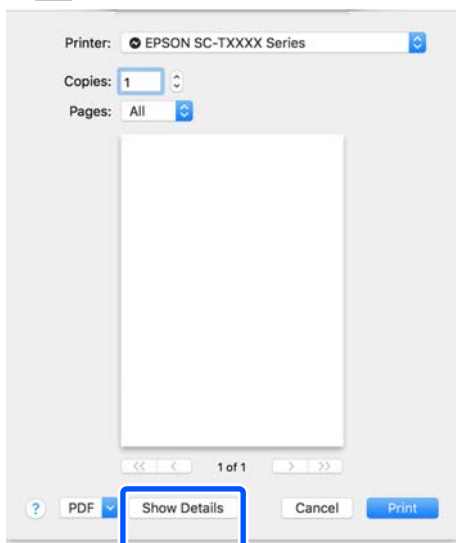 Printer: EPSON SC-TXXXX Series
Copies: 1
Pages: All
<< < 1 of 1 > >>
? PDF Show Details Cancel Print